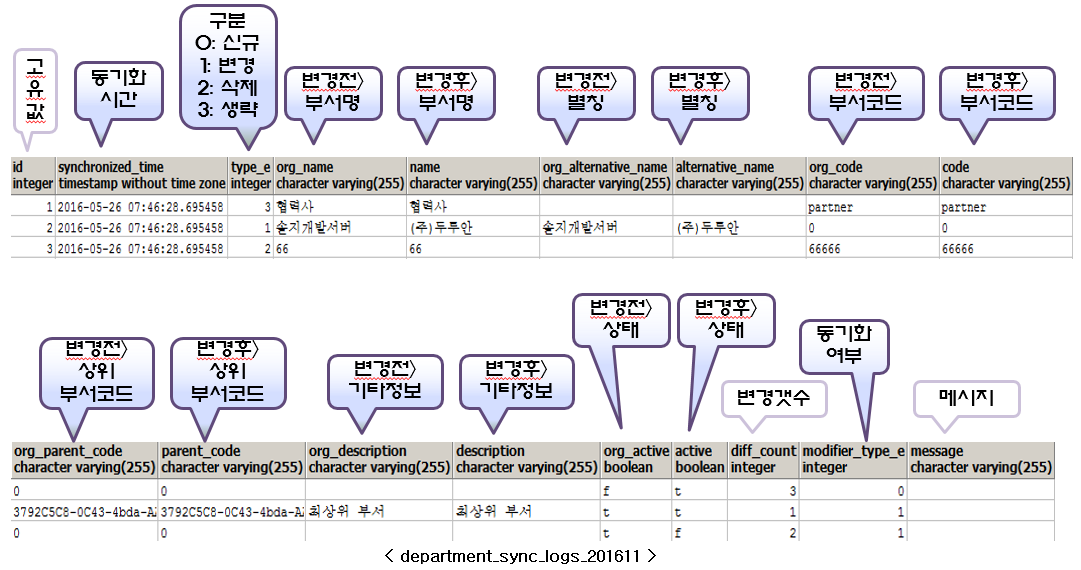 구분
0: 신규
1: 변경
2: 삭제
3: 생략
고
유
값
동기화
시간
변경전>
부서명
변경후>
부서명
변경전>
별칭
변경후>
별칭
변경전>
부서코드
변경후>
부서코드
id synchronized_time type_e org_name name org_alternative_name alternative_name org_code code
integer timestamp without time zone integer character varying(255) character varying(255) character varying(255) character varying(255) character varying(255) character varying(255)
1 2016-05-26 07:46:28.695458 3 협력사 협력사 partner partner
2 2016-05-26 07:46:28.695458 1 솔지개발서버 (주)두루안 솔지개발서버 (주)두루안 0 0
3 2016-05-26 07:46:28.695458 2 66 66 66666 66666
변경전>
상위
부서코드
변경후>
상위
부서코드
변경전>
기타정보
변경후>
기타정보
변경전>
상태
변경후>
상태
변경갯수
동기화
여부
메시지
org_parent_code parent_code org_description description org_active active diff_count modifier_type_e message
character varying(255) character varying(255) character varying(255) character varying(255) boolean boolean integer integer character varying(255)
0 0 f t 3 0
3792C5C8-0C43-4bda-A 3792C5C8-0C43-4bda-A 최상위 부서 최상위 부서 t t 1 1
0 0 t f 2 1
< department_sync_logs_201611 >